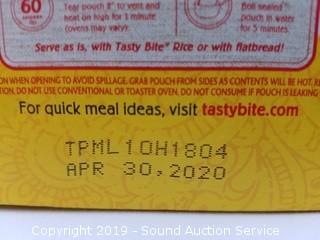 60
Tear pouch 2" to vent and
heat on high for 1 minute
(ovens may vary).
Boil sealed
pouch in water
for 5 minutes.
Serve as is, with Tasty Bite® Rice or with flatbread!
ON WHEN OPENING TO AVOID SPILLAGE. GRAB POUCH FROM SIDES AS CONTENTS WILL BE HOT.
TION, DO NOT USE CONVENTIONAL OR TOASTER OVEN. DO NOT CONSUME IF POUCH IS LEAKING
For quick meal ideas, visit tastybite.com
TPML10H1804
APR 30,2020
Copyright 2019 - Sound Auction Service